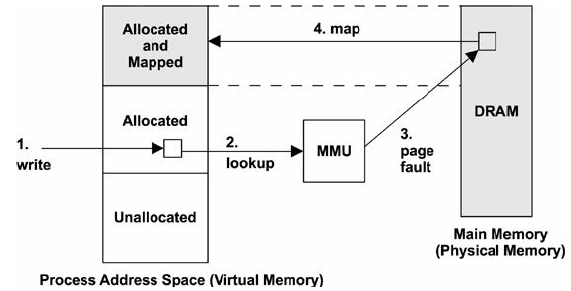 Allocated
and
Mapped
4. map
DRAM
Allocated
1.
write
2.
lookup
MMU
3.
page
fault
Unallocated
Main Memory
(Physical Memory)
Process Address Space (Virtual Memory)